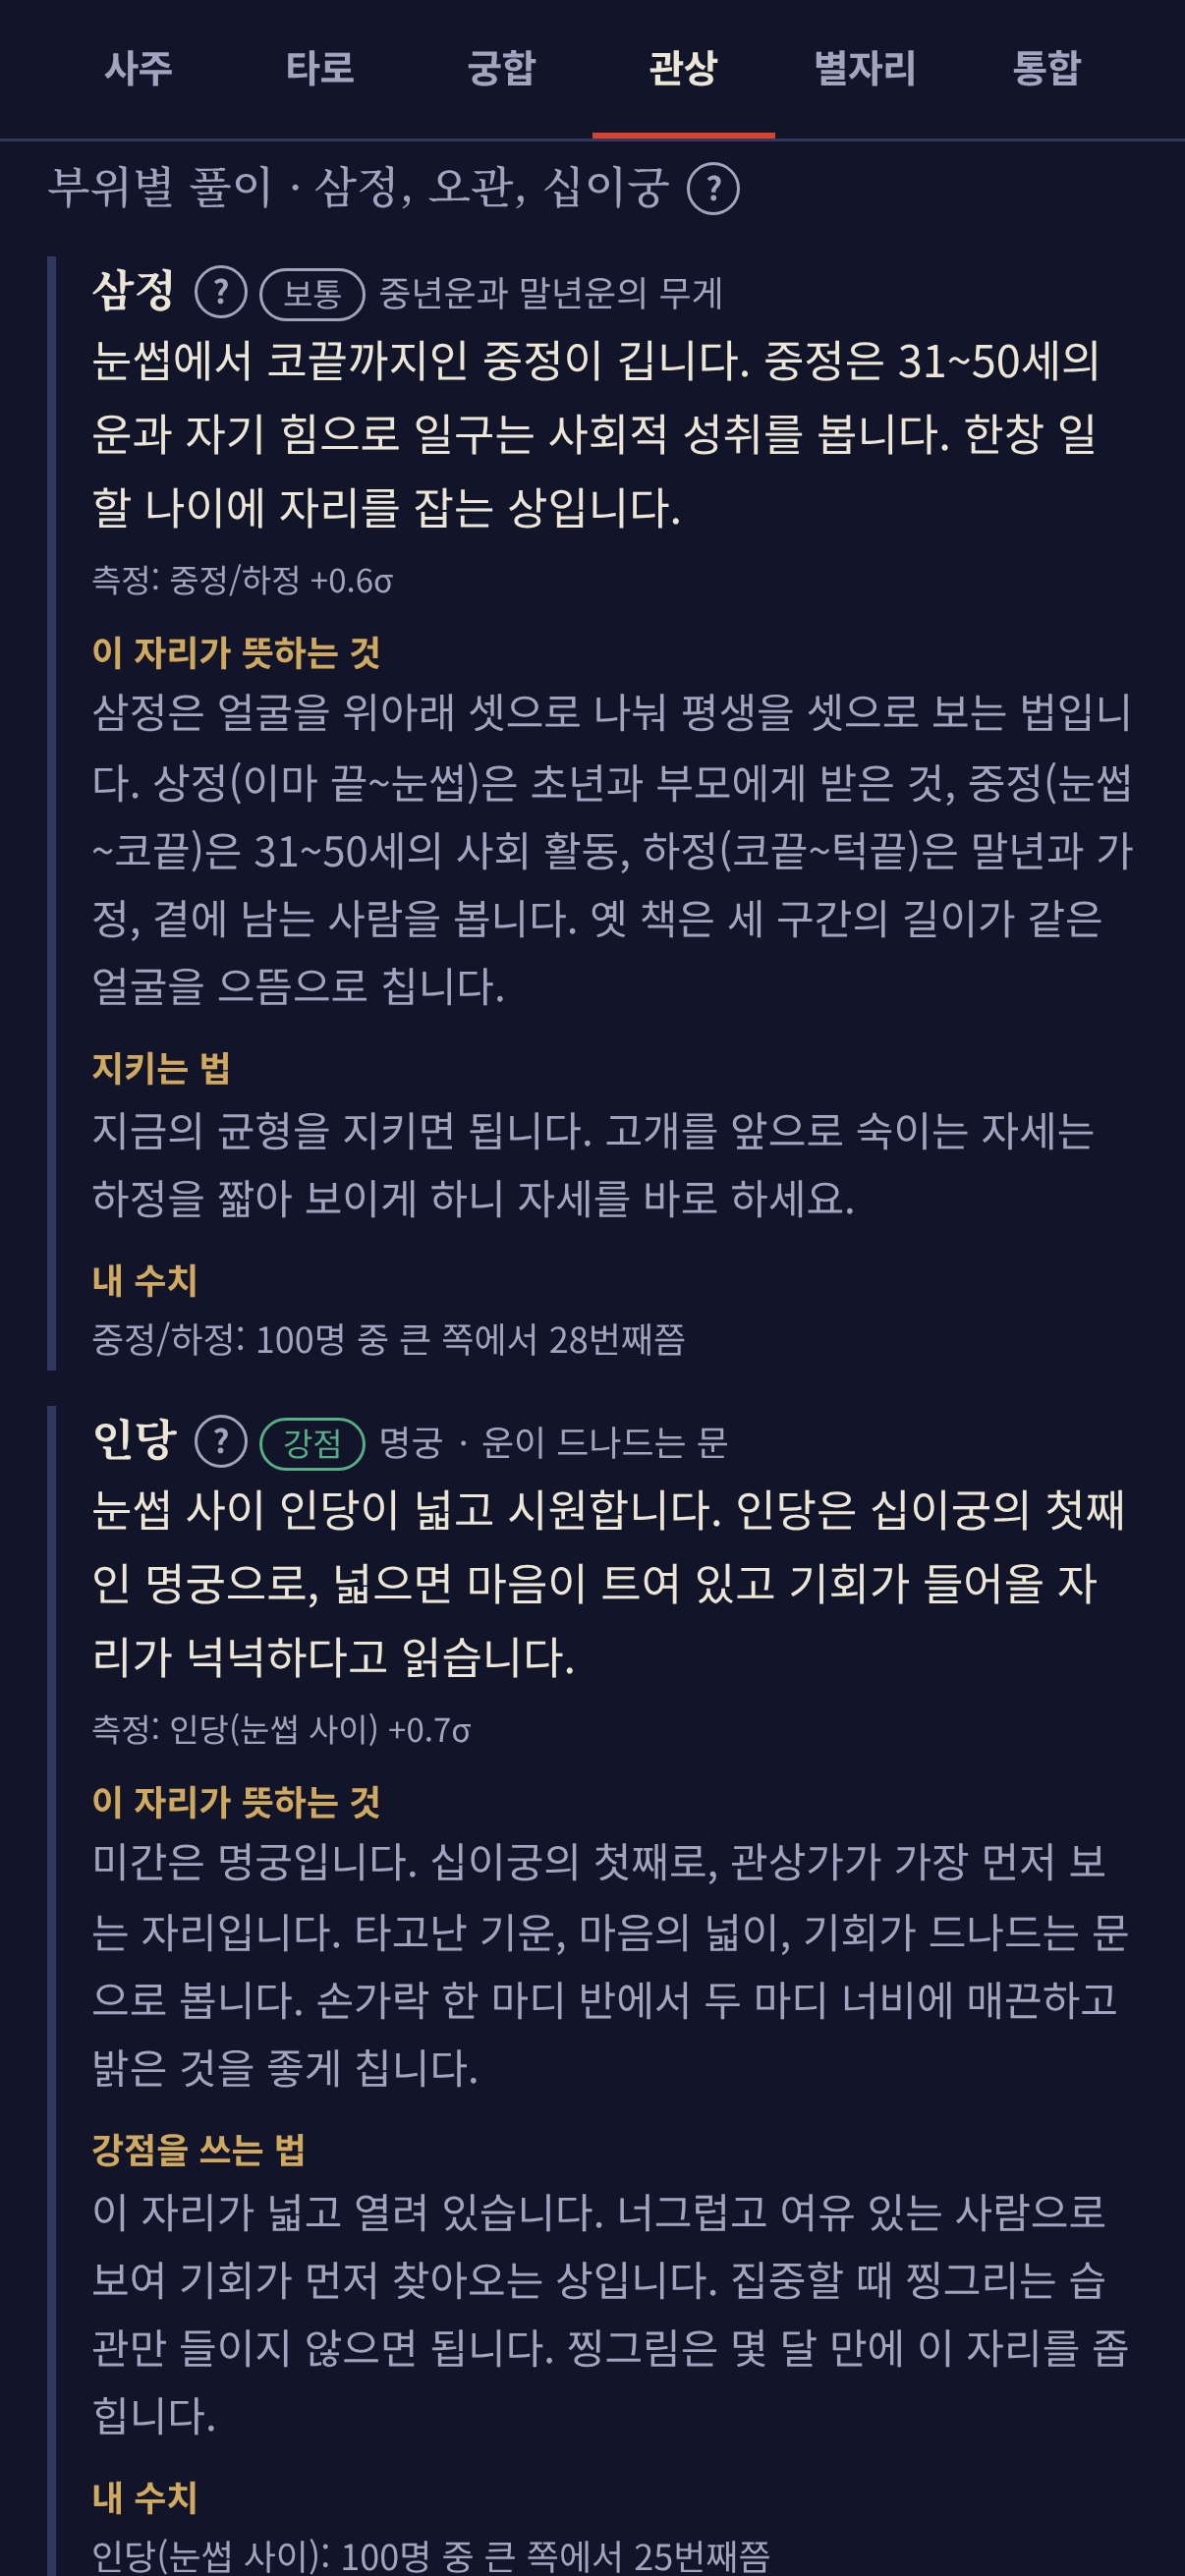 사주 타로 궁합 관상 별자리 통합
부위별 풀이 · 삼정, 오관, 십이궁 ?
삼정 ? 보통 중년운과 말년운의 무게
눈썹에서 코끝까지인 중정이 깁니다. 중정은 31~50세의
운과 자기 힘으로 일구는 사회적 성취를 봅니다. 한창 일
할 나이에 자리를 잡는 상입니다.
측정: 중정/하정 +0.6σ
이 자리가 뜻하는 것
삼정은 얼굴을 위아래 셋으로 나눠 평생을 셋으로 보는 법입니
다. 상정(이마 끝~눈썹)은 초년과 부모에게 받은 것, 중정(눈썹
~코끝)은 31~50세의 사회 활동, 하정(코끝~턱끝)은 말년과 가
정, 곁에 남는 사람을 봅니다. 옛 책은 세 구간의 길이가 같은
얼굴을 으뜸으로 칩니다.
지키는 법
지금의 균형을 지키면 됩니다. 고개를 앞으로 숙이는 자세는
하정을 짧아 보이게 하니 자세를 바로 하세요.
내 수치
중정/하정: 100명 중 큰 쪽에서 28번째쯤
인당 ? 강점 명궁 · 운이 드나드는 문
눈썹 사이 인당이 넓고 시원합니다. 인당은 십이궁의 첫째
인 명궁으로, 넓으면 마음이 트여 있고 기회가 들어올 자
리가 넉넉하다고 읽습니다.
측정: 인당(눈썹 사이) +0.7σ
이 자리가 뜻하는 것
미간은 명궁입니다. 십이궁의 첫째로, 관상가가 가장 먼저 보
는 자리입니다. 타고난 기운, 마음의 넓이, 기회가 드나드는 문
으로 봅니다. 손가락 한 마디 반에서 두 마디 너비에 매끈하고
밝은 것을 좋게 칩니다.
강점을 쓰는 법
이 자리가 넓고 열려 있습니다. 너그럽고 여유 있는 사람으로
보여 기회가 먼저 찾아오는 상입니다. 집중할 때 찡그리는 습
관만 들이지 않으면 됩니다. 찡그림은 몇 달 만에 이 자리를 좁
힙니다.
내 수치
인당(눈썹 사이): 100명 중 큰 쪽에서 25번째쯤